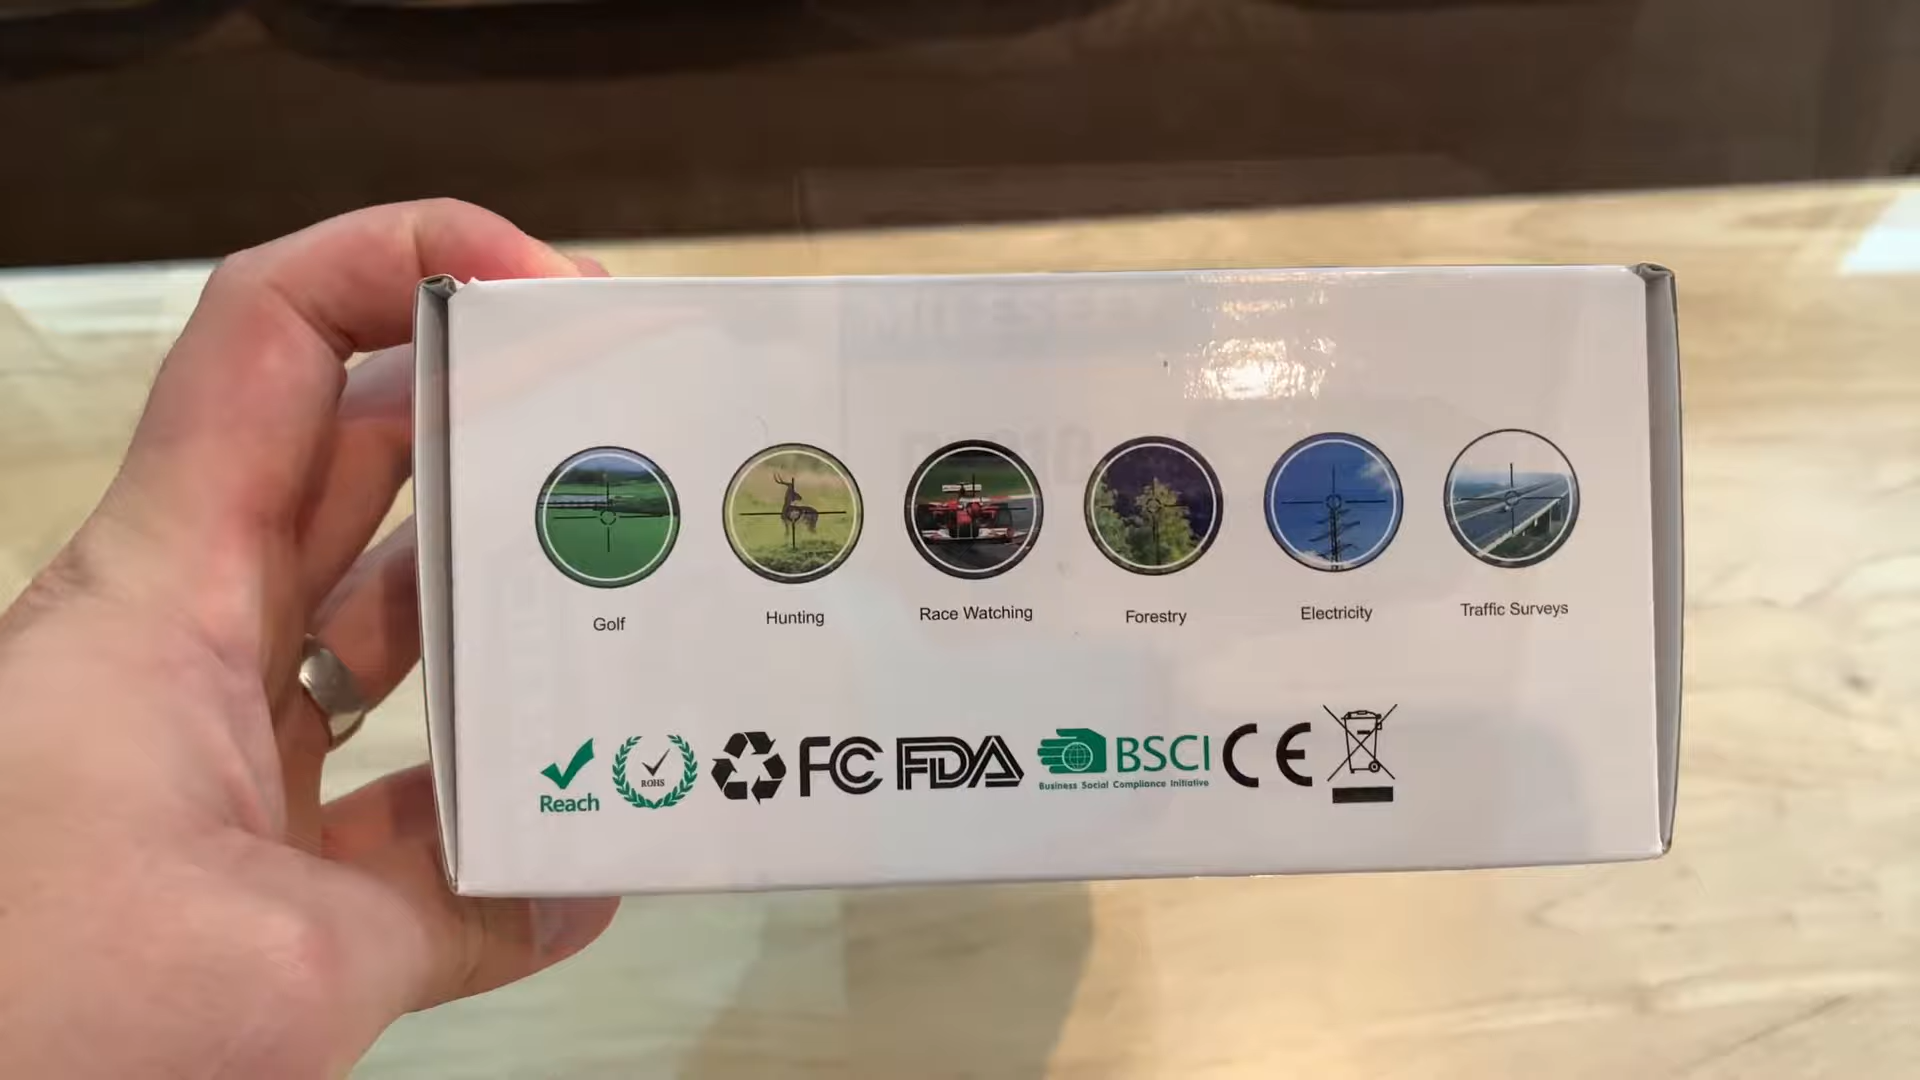 Golf
Hunting
Race Watching
Forestry
Electricity
Traffic Surveys
Reach
ROHS
FC
FDA
BSCI
Business Social Compliance Initiative
CE